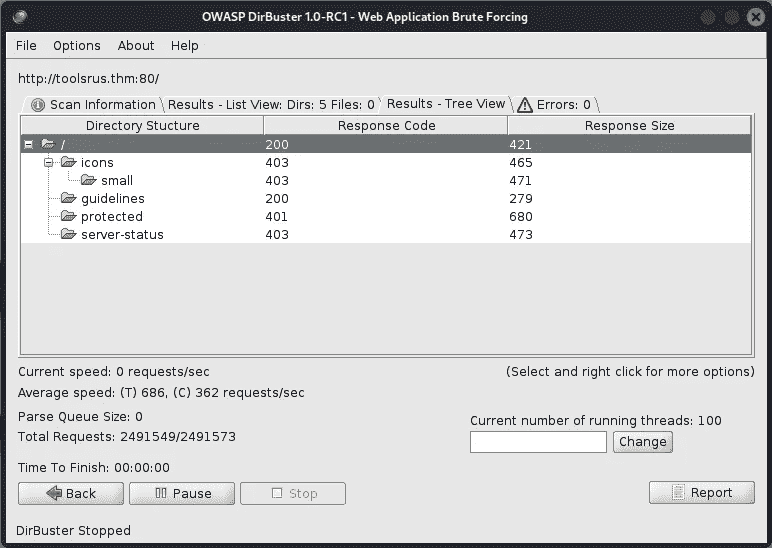 OWASP DirBuster 1.0-RC1 - Web Application Brute Forcing
File Options About Help
http://toolsrus.thm:80/
Scan Information Results - List View: Dirs: 5 Files: 0 Results - Tree View Errors: 0
Directory Stucture Response Code Response Size
/ 200 421
icons 403 465
small 403 471
guidelines 200 279
protected 401 680
server-status 403 473
Current speed: 0 requests/sec (Select and right click for more options)
Average speed: (T) 686, (C) 362 requests/sec
Parse Queue Size: 0
Current number of running threads: 100
Total Requests: 2491549/2491573
Change
Time To Finish: 00:00:00
Back Pause Stop Report
DirBuster Stopped